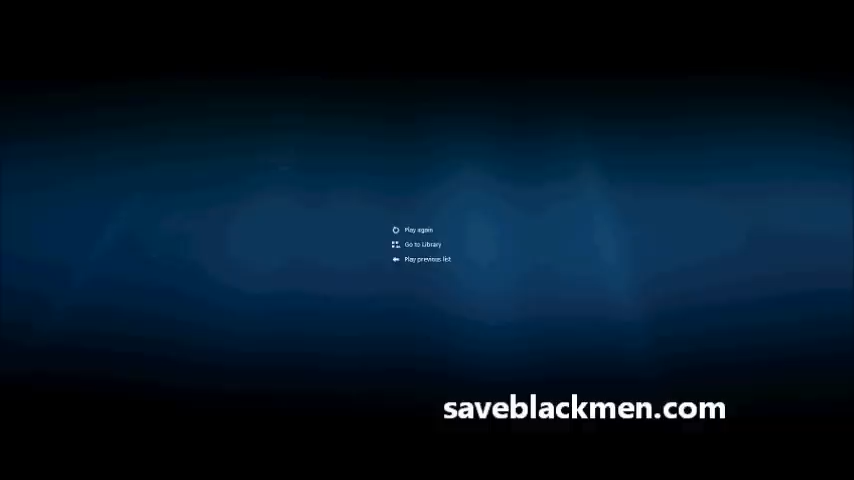 Play again
Go to Library
Play previous list
saveblackmen.com